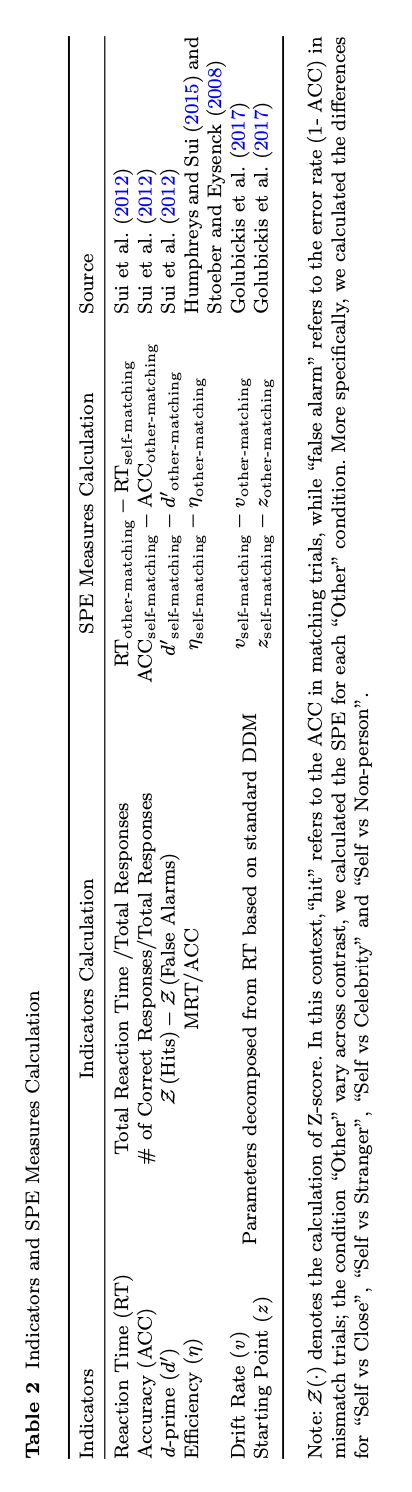 Table 2 Indicators and SPE Measures Calculation
Indicators Indicators Calculation SPE Measures Calculation Source
Reaction Time (RT) Total Reaction Time /Total Responses RT_other-matching − RT_self-matching Sui et al. (2012)
Accuracy (ACC) # of Correct Responses/Total Responses ACC_self-matching − ACC_other-matching Sui et al. (2012)
d-prime (d′) Z (Hits) − Z (False Alarms) d′_self-matching − d′_other-matching Sui et al. (2012)
Efficiency (η) MRT/ACC η_self-matching − η_other-matching Humphreys and Sui (2015) and
Stoeber and Eysenck (2008)
Drift Rate (v) Parameters decomposed from RT based on standard DDM v_self-matching − v_other-matching Golubickis et al. (2017)
Starting Point (z) z_self-matching − z_other-matching Golubickis et al. (2017)
Note: Z(·) denotes the calculation of Z-score. In this context, “hit” refers to the ACC in matching trials, while “false alarm” refers to the error rate (1- ACC) in
mismatch trials; the condition “Other” vary across contrast, we calculated the SPE for each “Other” condition. More specifically, we calculated the differences
for “Self vs Close”, “Self vs Stranger”, “Self vs Celebrity” and “Self vs Non-person”.